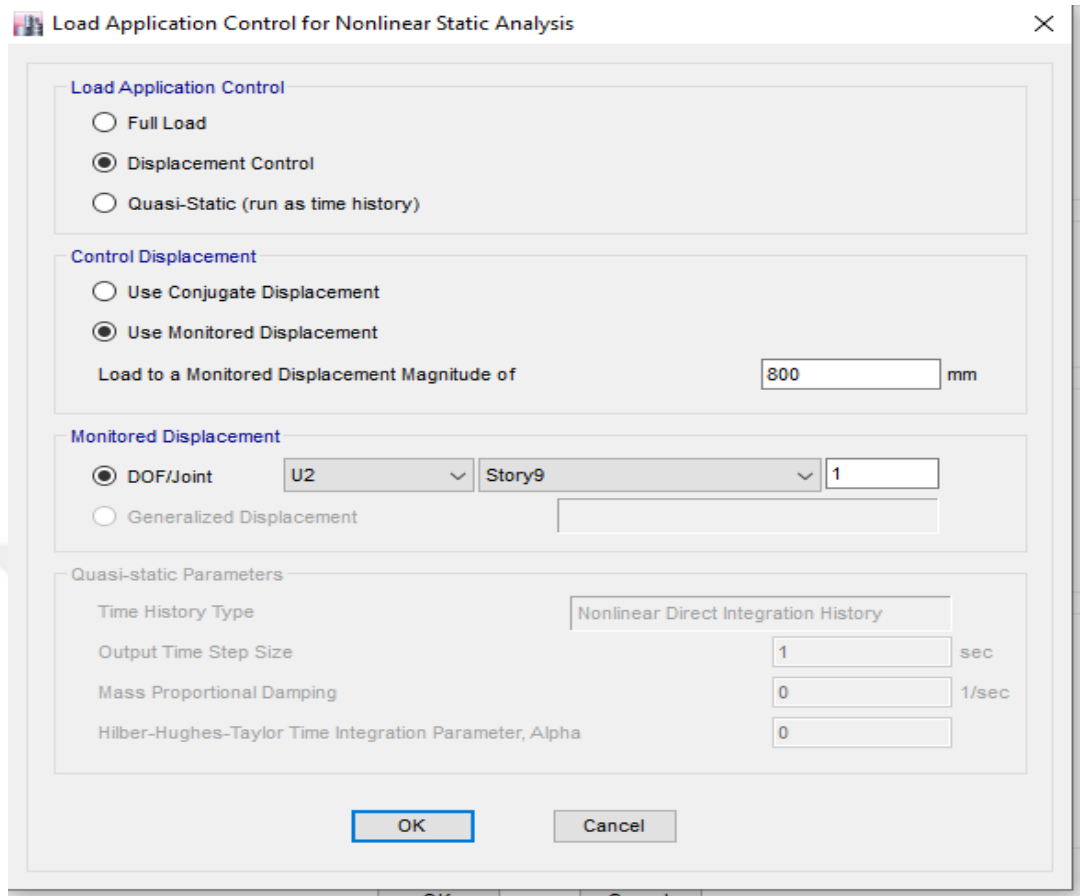 Load Application Control for Nonlinear Static Analysis
Load Application Control
Full Load
Displacement Control
Quasi-Static (run as time history)
Control Displacement
Use Conjugate Displacement
Use Monitored Displacement
Load to a Monitored Displacement Magnitude of 800 mm
Monitored Displacement
DOF/Joint U2 Story9 1
Generalized Displacement
Quasi-static Parameters
Time History Type Nonlinear Direct Integration History
Output Time Step Size 1 sec
Mass Proportional Damping 0 1/sec
Hilber-Hughes-Taylor Time Integration Parameter, Alpha 0
OK Cancel